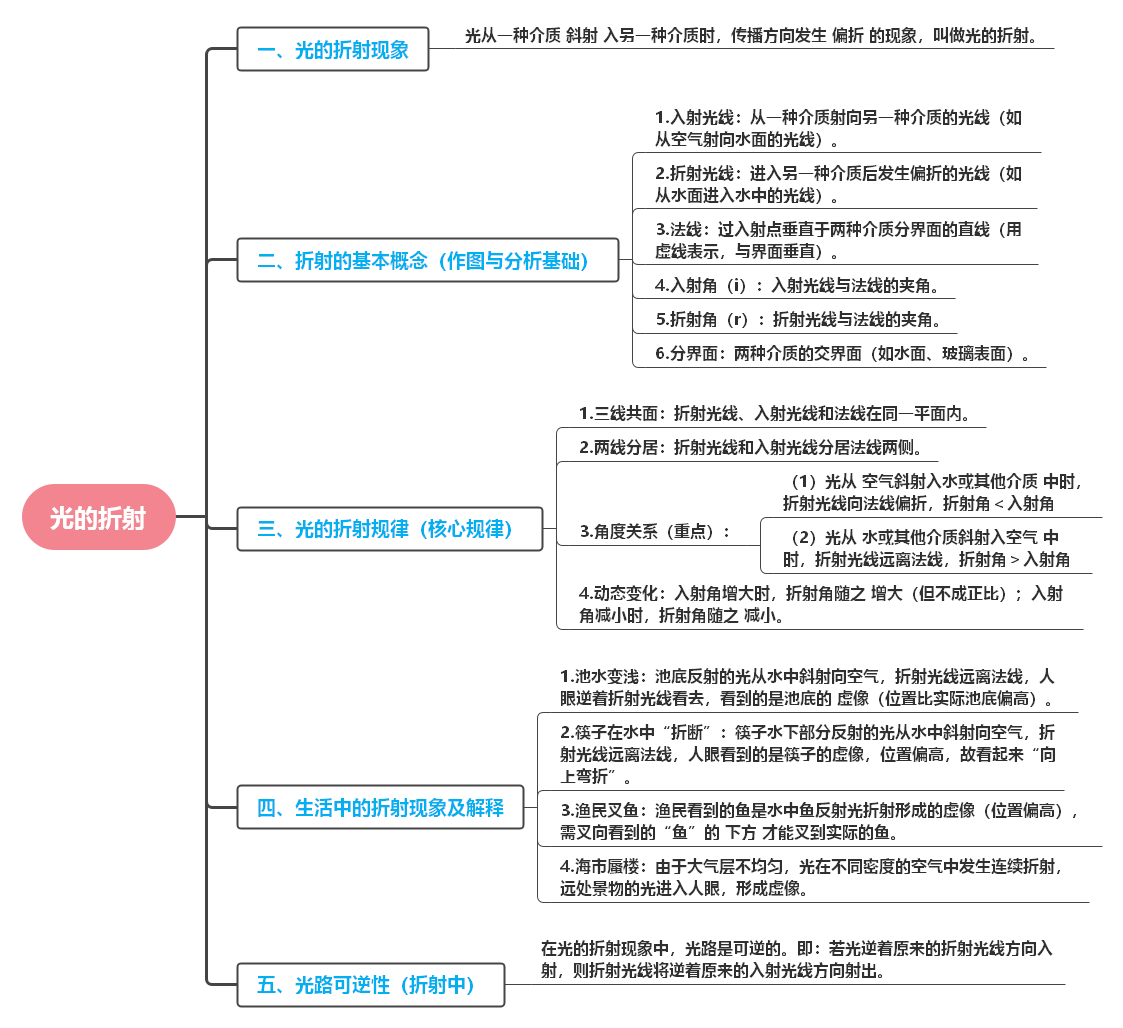 光的折射
一、光的折射现象
光从一种介质 斜射 入另一种介质时，传播方向发生 偏折 的现象，叫做光的折射。
二、折射的基本概念（作图与分析基础）
1.入射光线：从一种介质射向另一种介质的光线（如
从空气射向水面的光线）。
2.折射光线：进入另一种介质后发生偏折的光线（如
从水面进入水中的光线）。
3.法线：过入射点垂直于两种介质分界面的直线（用
虚线表示，与界面垂直）。
4.入射角（i）：入射光线与法线的夹角。
5.折射角（r）：折射光线与法线的夹角。
6.分界面：两种介质的交界面（如水面、玻璃表面）。
三、光的折射规律（核心规律）
1.三线共面：折射光线、入射光线和法线在同一平面内。
2.两线分居：折射光线和入射光线分居法线两侧。
3.角度关系（重点）：
（1）光从 空气斜射入水或其他介质 中时，
折射光线向法线偏折，折射角＜入射角
（2）光从 水或其他介质斜射入空气 中
时，折射光线远离法线，折射角＞入射角
4.动态变化：入射角增大时，折射角随之 增大（但不成正比）；入射
角减小时，折射角随之 减小。
四、生活中的折射现象及解释
1.池水变浅：池底反射的光从水中斜射向空气，折射光线远离法线，人
眼逆着折射光线看去，看到的是池底的 虚像（位置比实际池底偏高）。
2.筷子在水中“折断”：筷子水下部分反射的光从水中斜射向空气，折
射光线远离法线，人眼看到的是筷子的虚像，位置偏高，故看起来“向
上弯折”。
3.渔民叉鱼：渔民看到的鱼是水中鱼反射光折射形成的虚像（位置偏高），
需叉向看到的“鱼”的 下方 才能叉到实际的鱼。
4.海市蜃楼：由于大气层不均匀，光在不同密度的空气中发生连续折射，
远处景物的光进入人眼，形成虚像。
五、光路可逆性（折射中）
在光的折射现象中，光路是可逆的。即：若光逆着原来的折射光线方向入
射，则折射光线将逆着原来的入射光线方向射出。